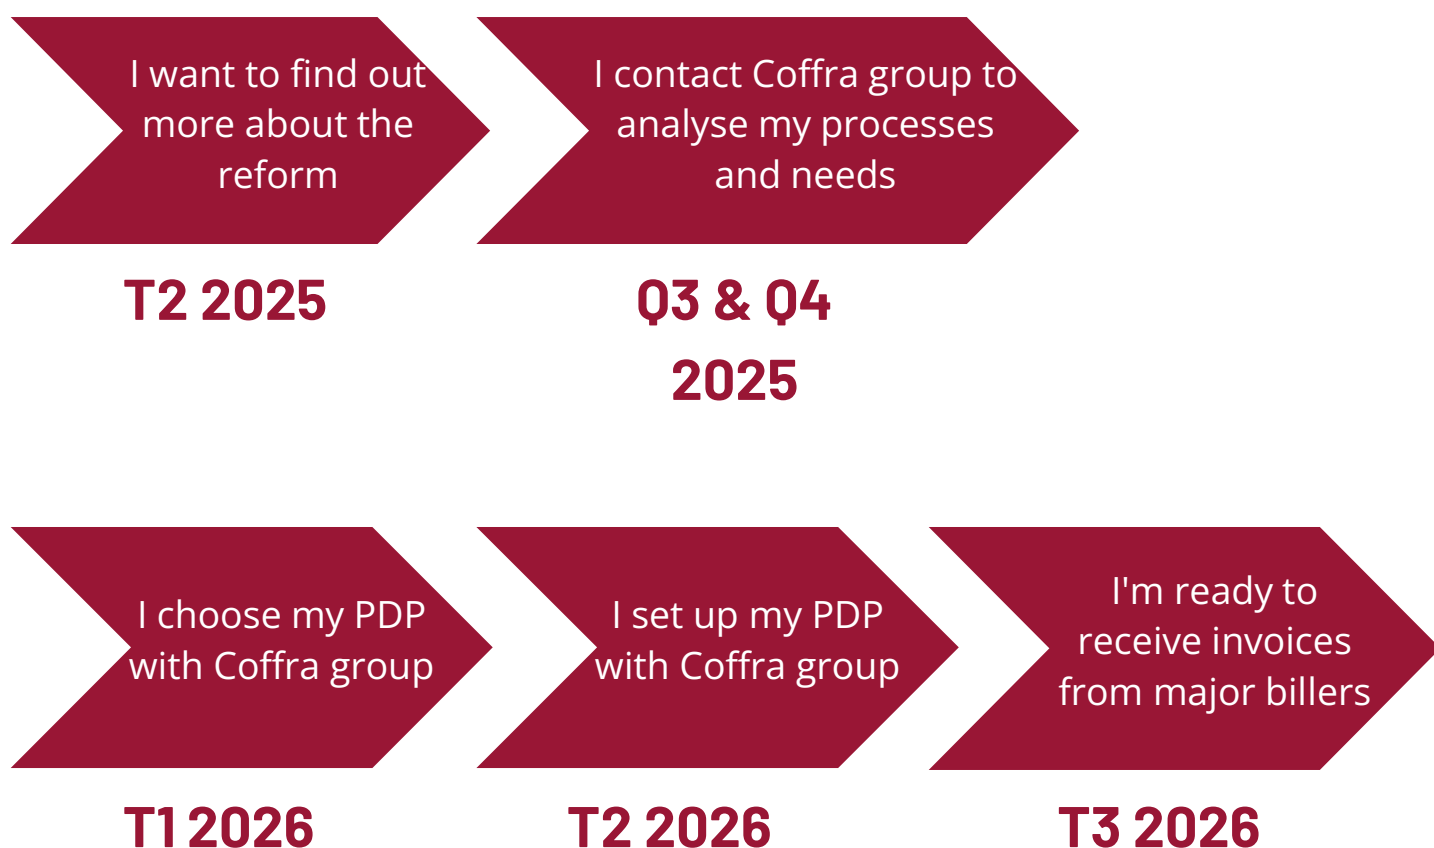 I want to find out
more about the
reform
T2 2025
I contact Coffra group to
analyse my processes
and needs
Q3 & Q4
2025
I choose my PDP
with Coffra group
T1 2026
I set up my PDP
with Coffra group
T2 2026
I'm ready to
receive invoices
from major billers
T3 2026